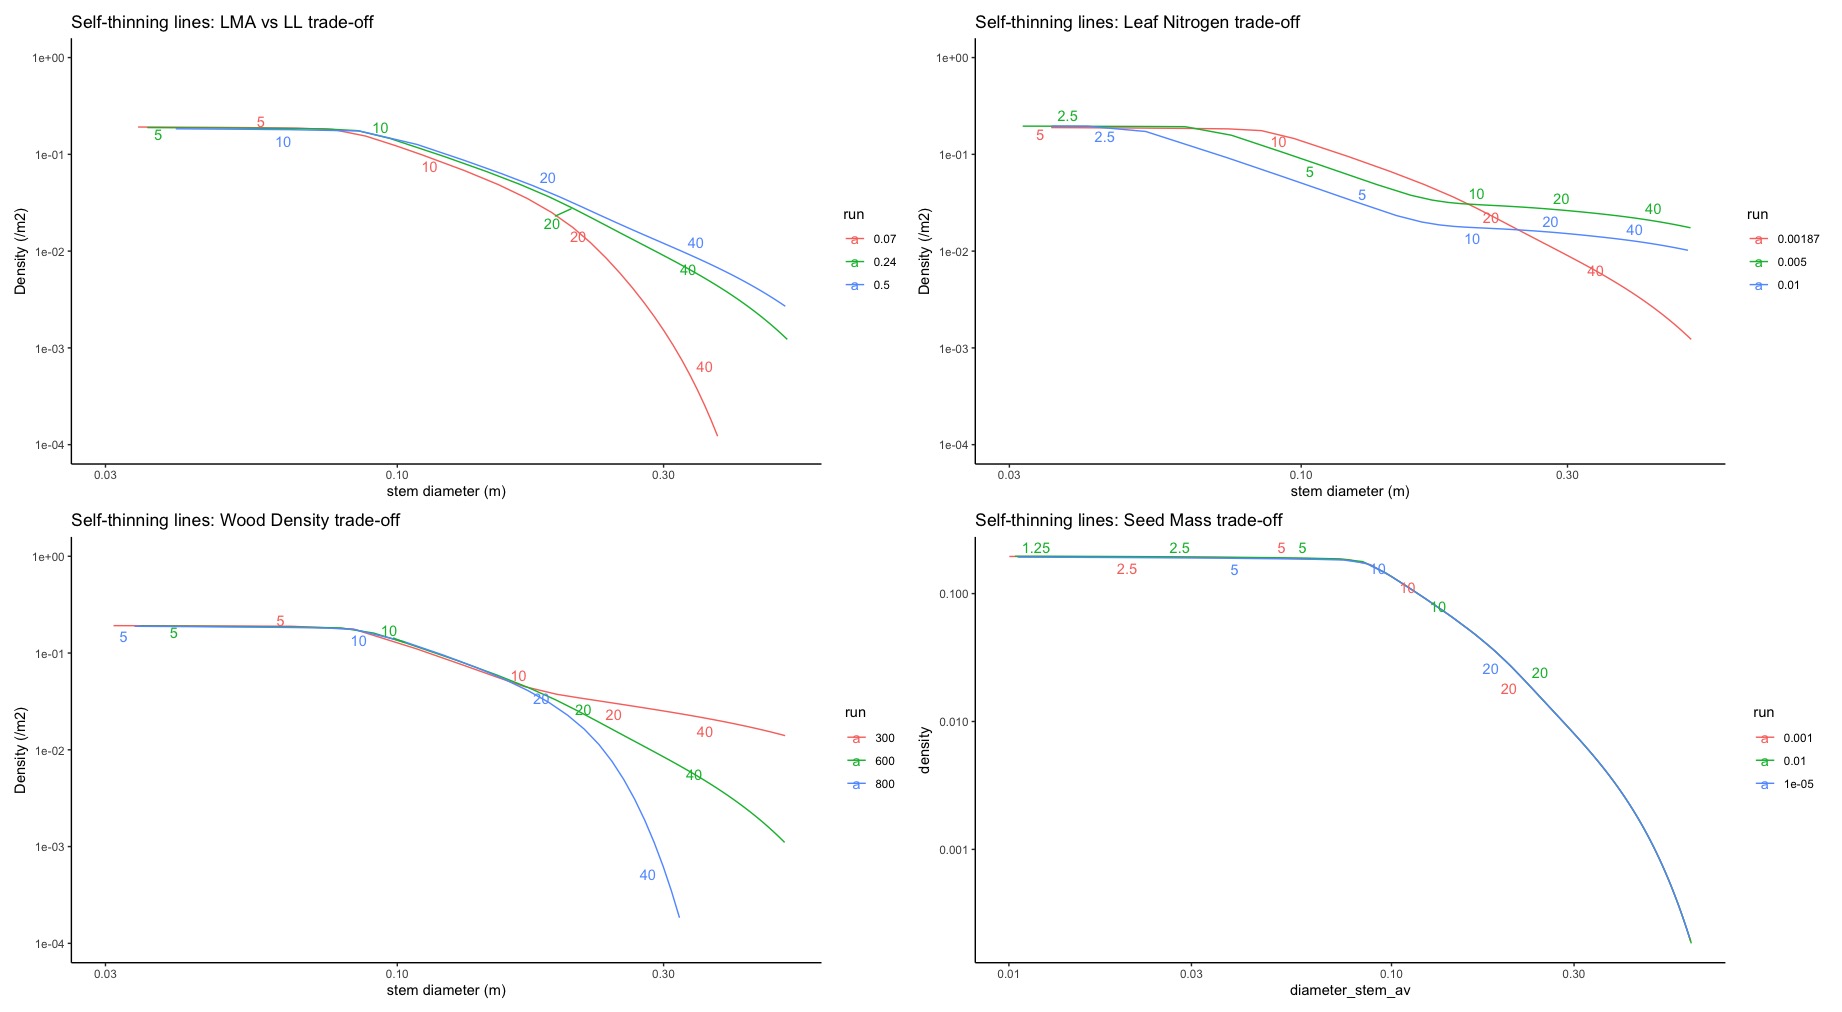 Self-thinning lines: LMA vs LL trade-off
1e+00
1e-01
1e-02
1e-03
1e-04
Density (/m2)
5
5
10
10
10
20
20
20
40
40
40
0.03
0.10
0.30
stem diameter (m)
run
a 0.07
a 0.24
a 0.5
Self-thinning lines: Leaf Nitrogen trade-off
1e+00
1e-01
1e-02
1e-03
1e-04
Density (/m2)
2.5
5
2.5
10
5
5
10
20
40
20
20
40
10
40
0.03
0.10
0.30
stem diameter (m)
run
a 0.00187
a 0.005
a 0.01
Self-thinning lines: Wood Density trade-off
1e+00
1e-01
1e-02
1e-03
1e-04
Density (/m2)
5
5
5
10
10
10
20
20
20
40
40
40
0.03
0.10
0.30
stem diameter (m)
run
a 300
a 600
a 800
Self-thinning lines: Seed Mass trade-off
0.100
0.010
0.001
density
1.25
2.5
5
5
2.5
5
10
10
10
20
20
20
0.01
0.03
0.10
0.30
diameter_stem_av
run
a 0.001
a 0.01
a 1e-05